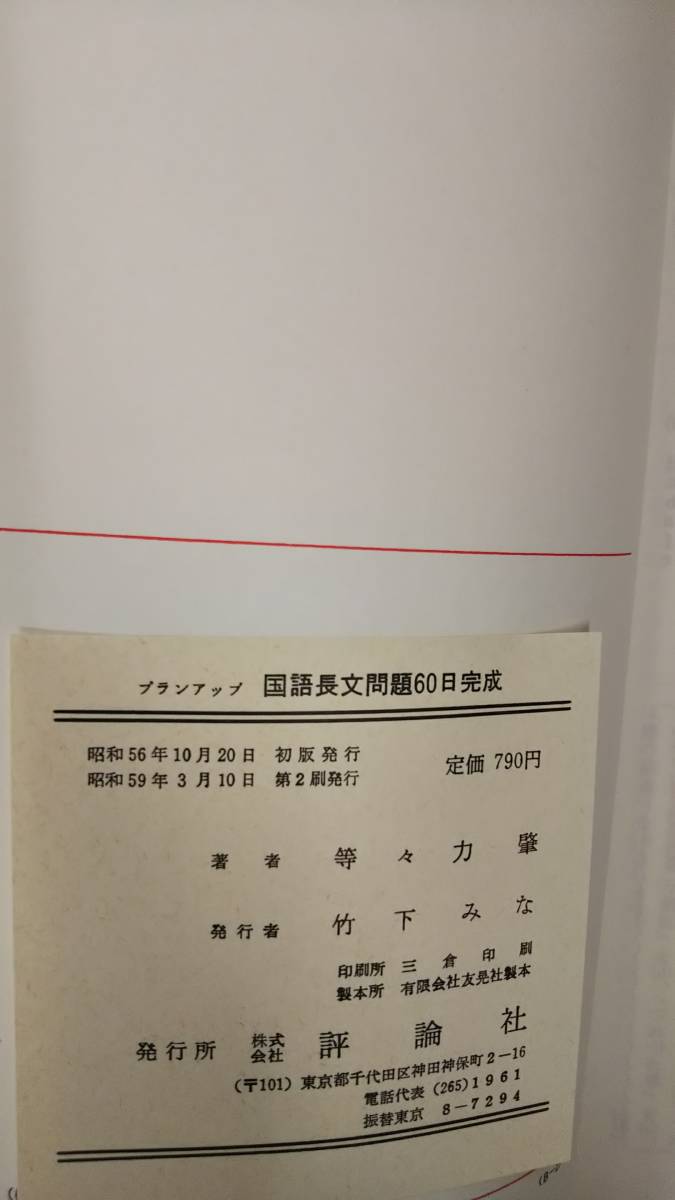 プランアップ 国語長文問題60日完成
昭和56年10月20日 初版発行
昭和59年3月10日 第2刷発行
定価 790円
著者 等々力肇
発行者 竹下みな
印刷所 三倉印刷
製本所 有限会社友晃社製本
発行所 株式会社 評論社
(〒101) 東京都千代田区神田神保町2-16
電話代表 (265)1961
振替東京 8-7294